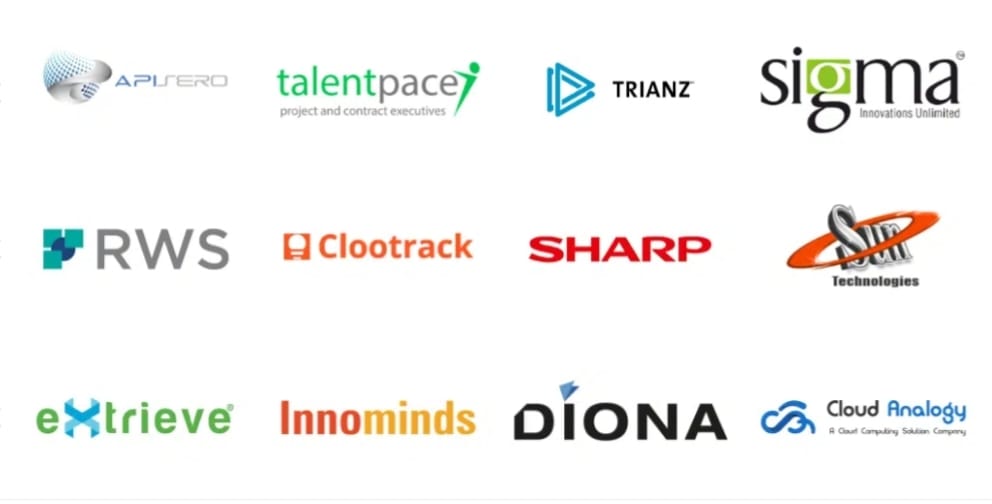 APISERO
talentpace
project and contract executives
TRIANZ
sigma
Innovations Unlimited
RWS
Clootrack
SHARP
Sun
Technologies
eXtrieve
Innominds
DIONA
Cloud Analogy
A Cloud Computing Solution Company